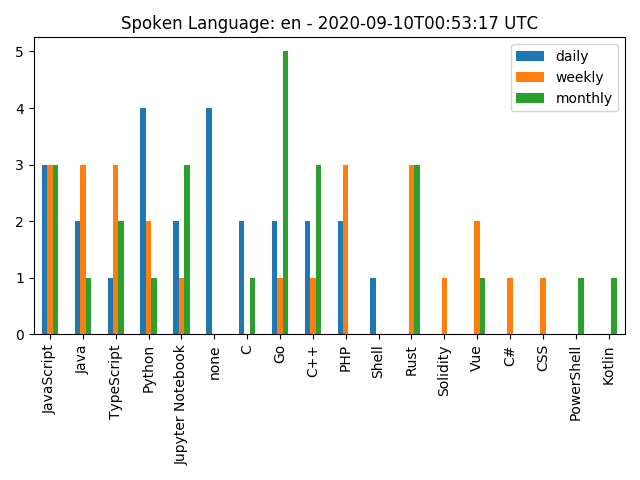 Spoken Language: en - 2020-09-10T00:53:17 UTC
daily
weekly
monthly
5
4
3
2
1
0
JavaScript
Java
TypeScript
Python
Jupyter Notebook
none
C
Go
C++
PHP
Shell
Rust
Solidity
Vue
C#
CSS
PowerShell
Kotlin